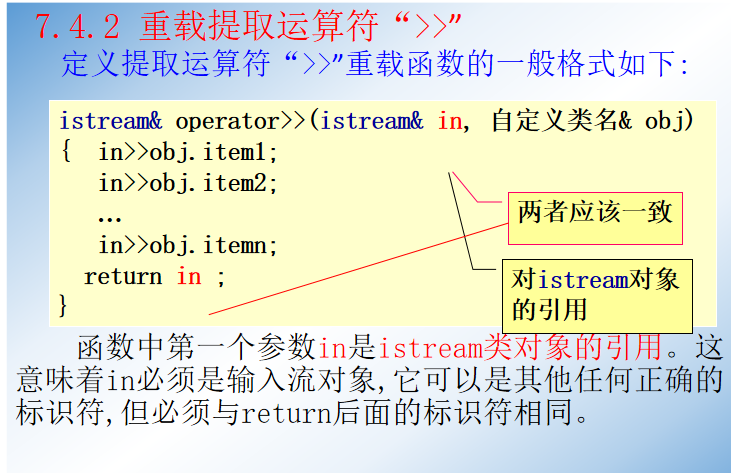 7.4.2 重载提取运算符“>>”
定义提取运算符“>>”重载函数的一般格式如下:
istream& operator>>(istream& in, 自定义类名& obj)
{ in>>obj.item1;
in>>obj.item2;
…
in>>obj.itemn;
return in ;
}
两者应该一致
对istream对象
的引用
函数中第一个参数in是istream类对象的引用。这
意味着in必须是输入流对象,它可以是其他任何正确的
标识符,但必须与return后面的标识符相同。